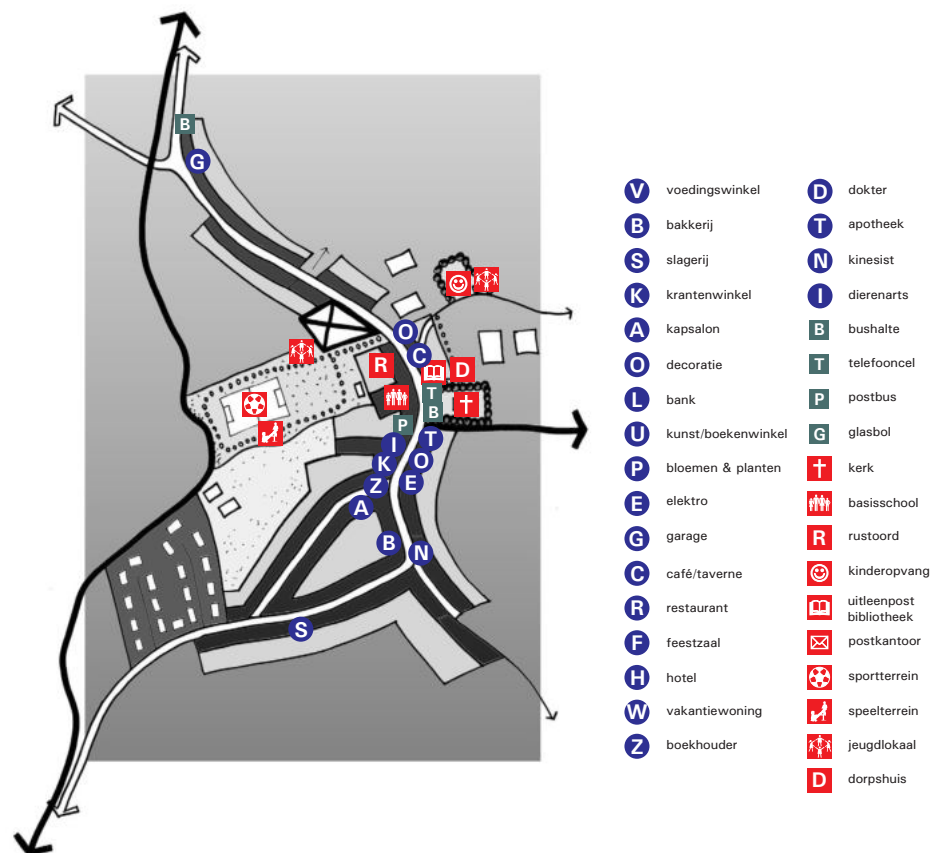 B
G
O
C
R
D
T
B
P
I
T
K
O
Z
E
A
B
N
S
V voedingswinkel
B bakkerij
S slagerij
K krantenwinkel
A kapsalon
O decoratie
L bank
U kunst/boekenwinkel
P bloemen & planten
E elektro
G garage
C café/taverne
R restaurant
F feestzaal
H hotel
W vakantiewoning
Z boekhouder
D dokter
T apotheek
N kinesist
I dierenarts
B bushalte
T telefooncel
P postbus
G glasbol
kerk
basisschool
R rustoord
kinderopvang
uitleenpost
bibliotheek
postkantoor
sportterrein
speelterrein
jeugdlokaal
D dorpshuis